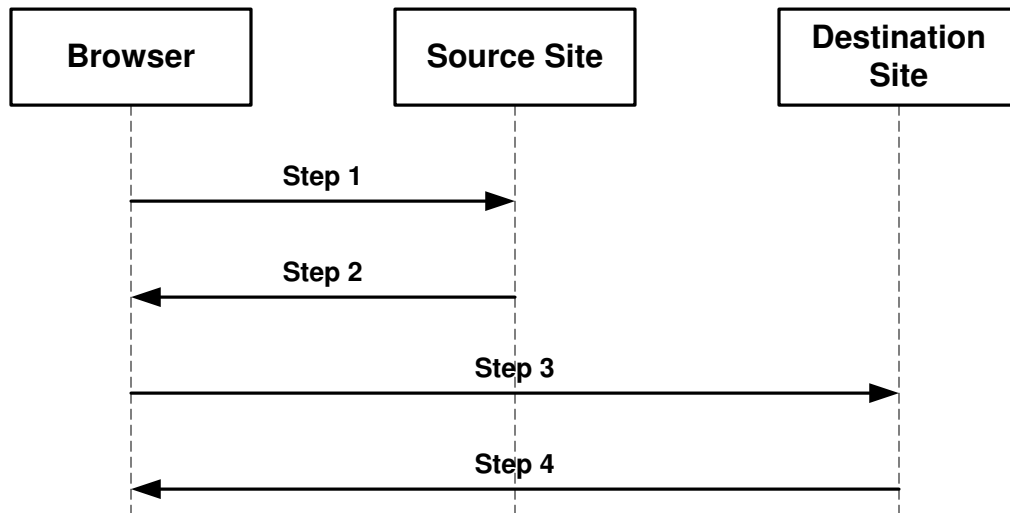 Browser
Source Site
Destination
Site
Step 1
Step 2
Step 3
Step 4